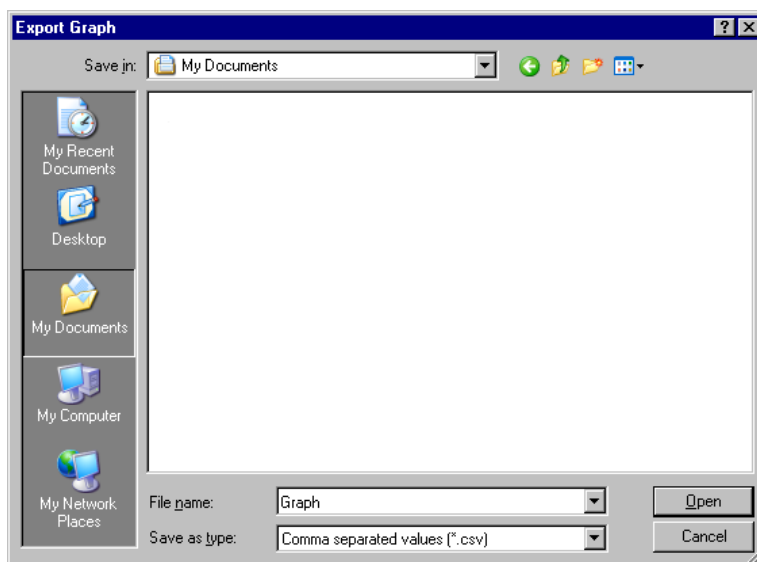 Export Graph
Save in:
My Documents
My Recent
Documents
Desktop
My Documents
My Computer
My Network
Places
File name:
Graph
Open
Save as type:
Comma separated values (*.csv)
Cancel